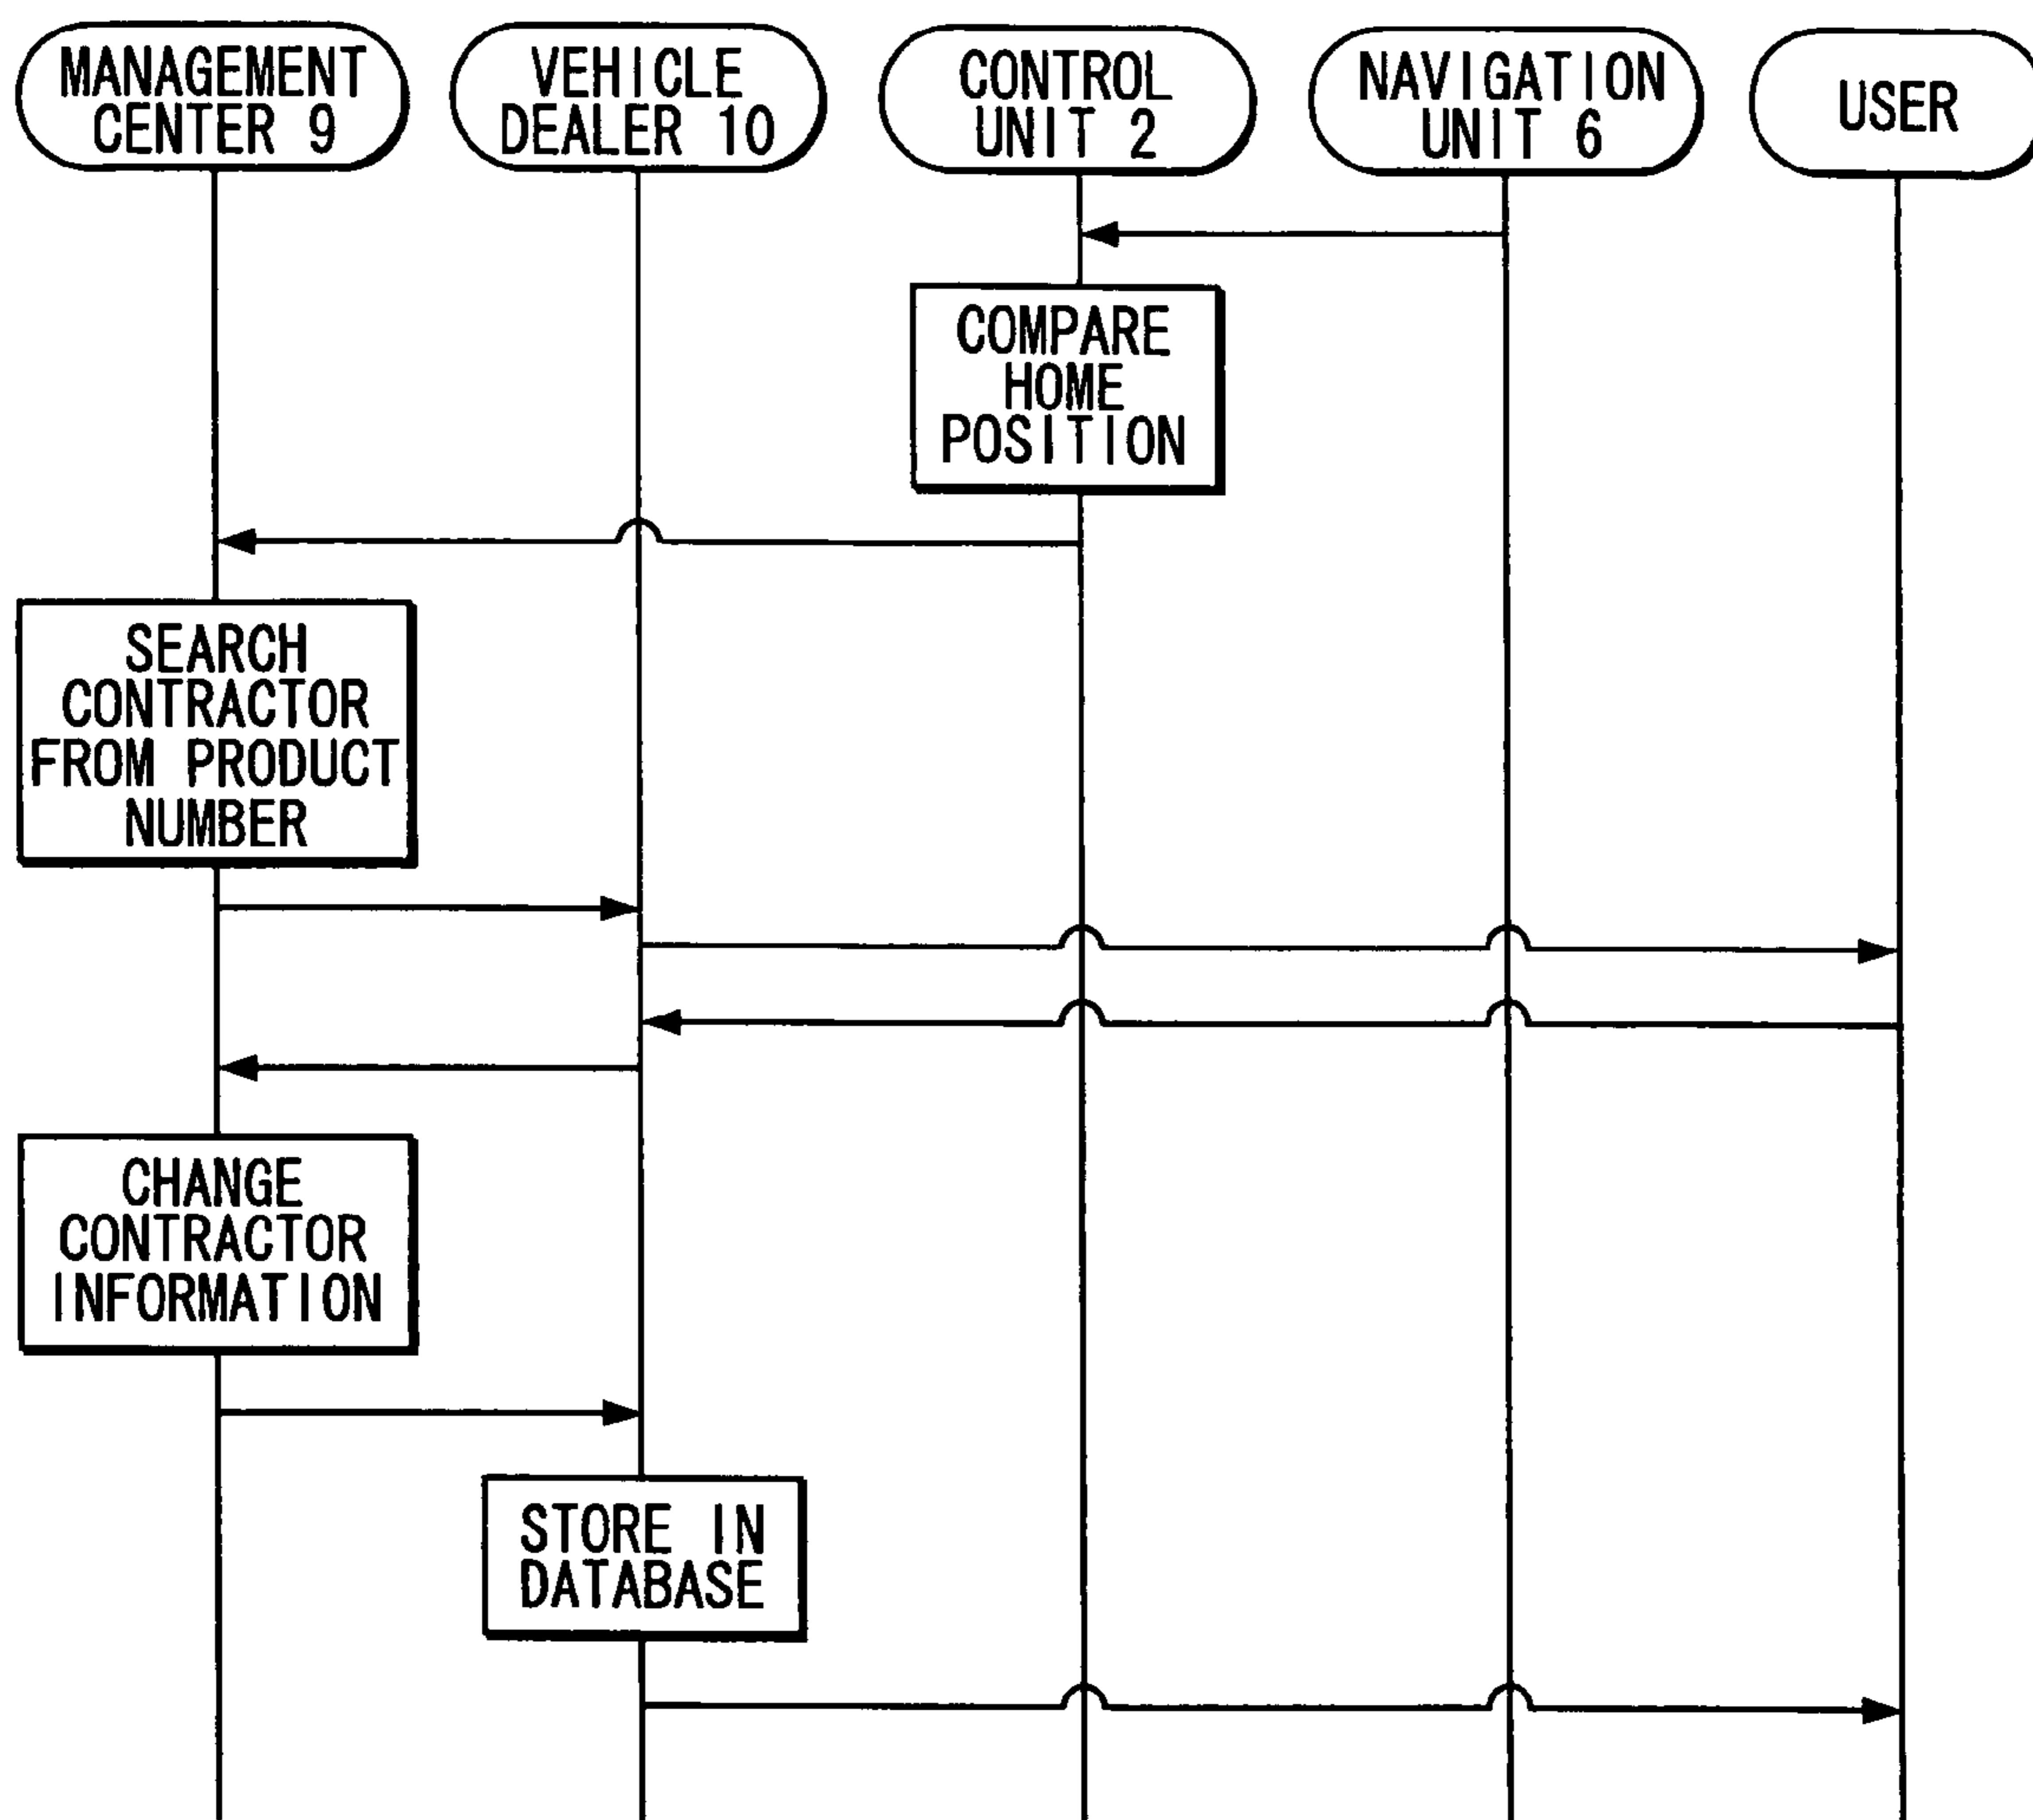 MANAGEMENT
CENTER 9
VEHICLE
DEALER 10
CONTROL
UNIT 2
NAVIGATION
UNIT 6
USER
COMPARE
HOME
POSITION
SEARCH
CONTRACTOR
FROM PRODUCT
NUMBER
CHANGE
CONTRACTOR
INFORMATION
STORE IN
DATABASE